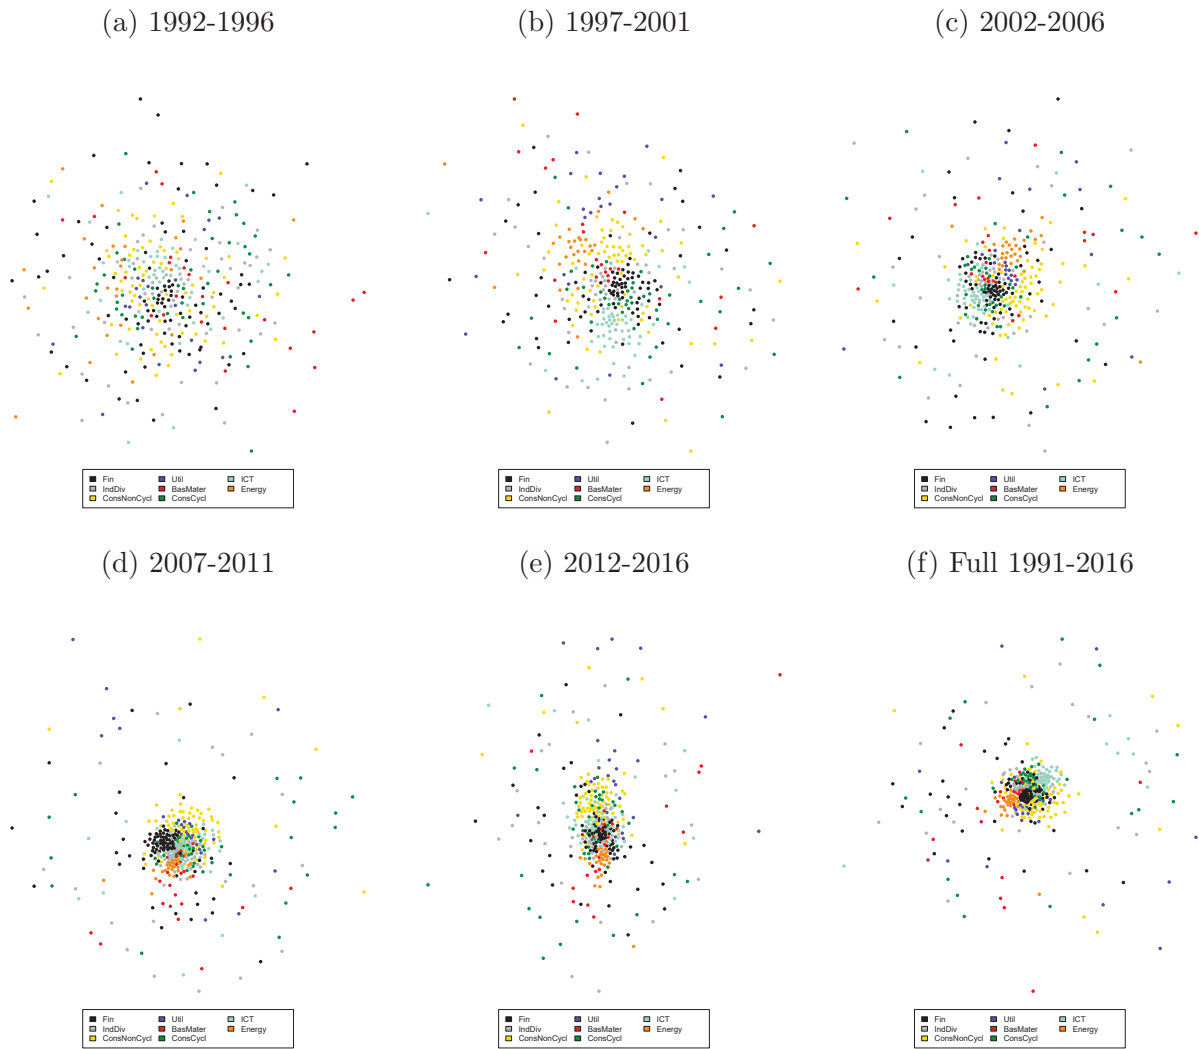 (a) 1992-1996
(b) 1997-2001
(c) 2002-2006
Fin Util ICT
IndDiv BasMater Energy
ConsNonCycl ConsCycl
Fin Util ICT
IndDiv BasMater Energy
ConsNonCycl ConsCycl
Fin Util ICT
IndDiv BasMater Energy
ConsNonCycl ConsCycl
(d) 2007-2011
(e) 2012-2016
(f) Full 1991-2016
Fin Util ICT
IndDiv BasMater Energy
ConsNonCycl ConsCycl
Fin Util ICT
IndDiv BasMater Energy
ConsNonCycl ConsCycl
Fin Util ICT
IndDiv BasMater Energy
ConsNonCycl ConsCycl